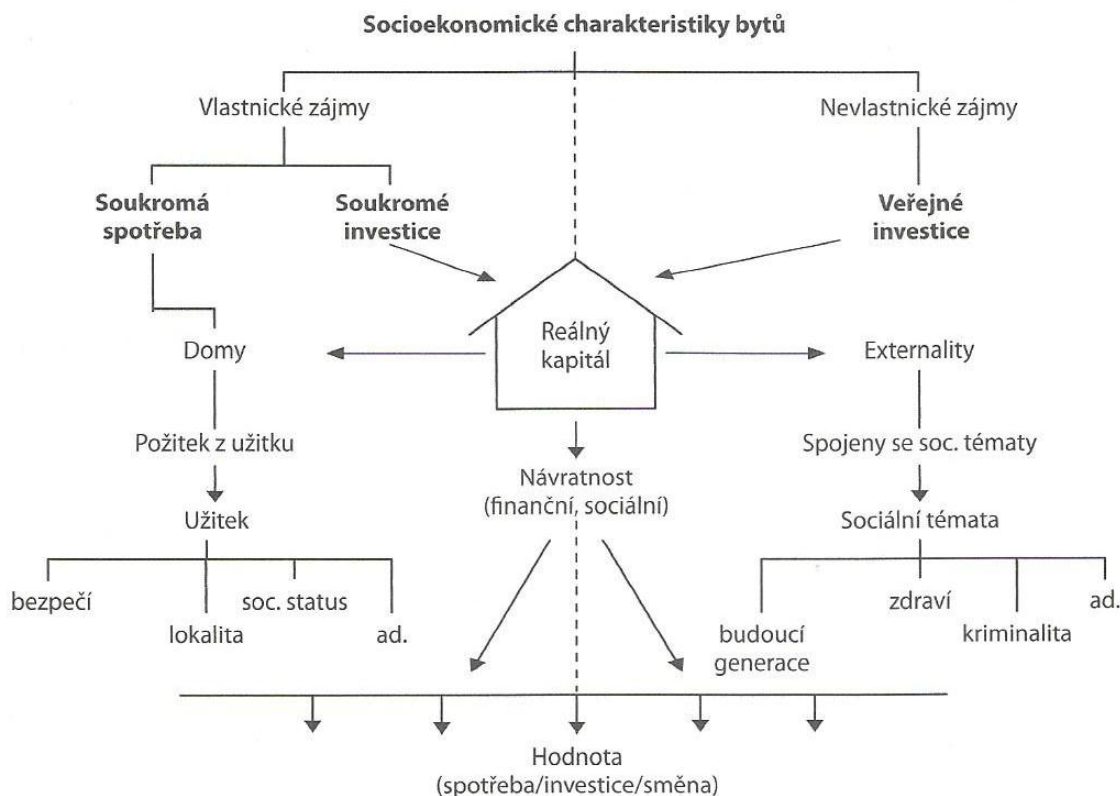 Socioekonomické charakteristiky bytů
Vlastnické zájmy
Nevlastnické zájmy
Soukromá
spotřeba
Soukromé
investice
Veřejné
investice
Domy
Reálný
kapitál
Externality
Požitek z užitku
Spojeny se soc. tématy
Návratnost
(finanční, sociální)
Užitek
Sociální témata
bezpečí
lokalita
soc. status
ad.
budoucí
generace
zdraví
kriminalita
ad.
Hodnota
(spotřeba/investice/směna)